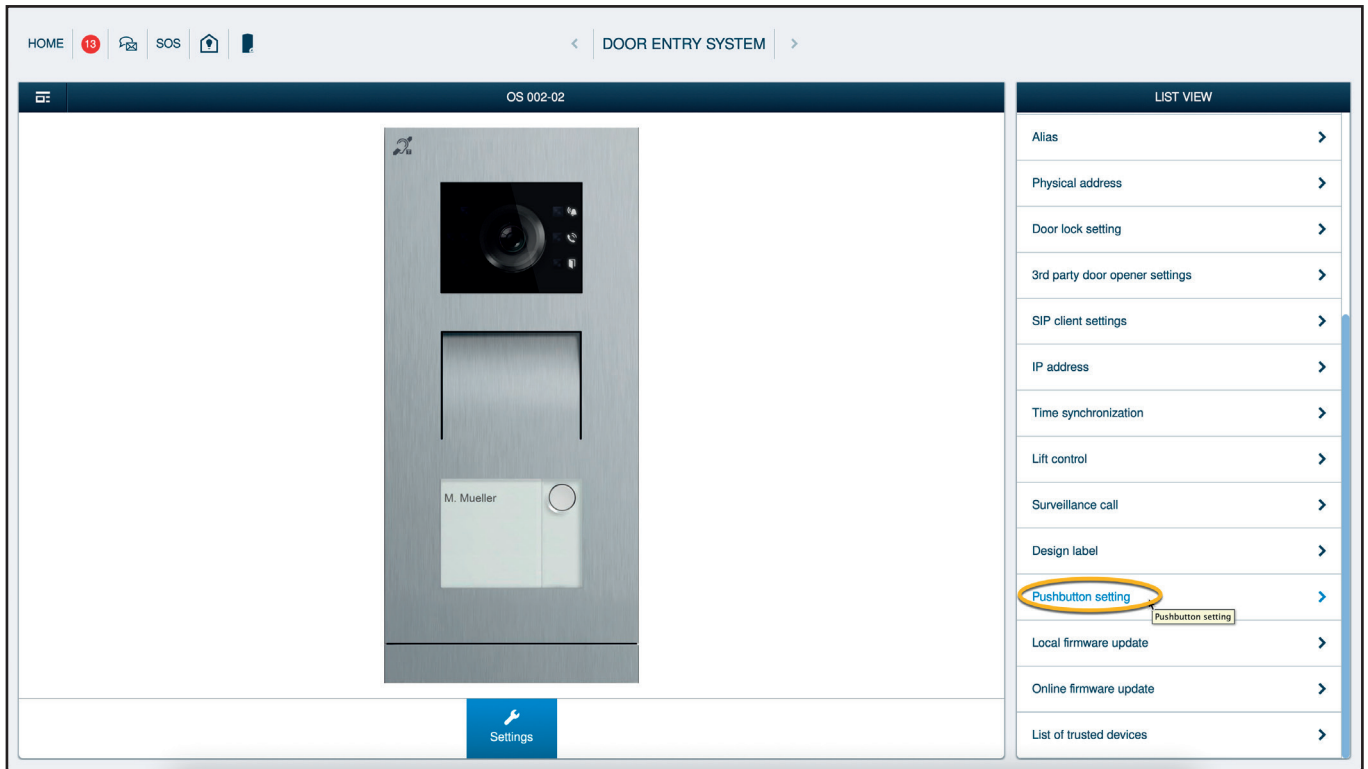 HOME
13
SOS
DOOR ENTRY SYSTEM
OS 002-02
M. Mueller
Settings
LIST VIEW
Alias
Physical address
Door lock setting
3rd party door opener settings
SIP client settings
IP address
Time synchronization
Lift control
Surveillance call
Design label
Pushbutton setting
Pushbutton setting
Local firmware update
Online firmware update
List of trusted devices